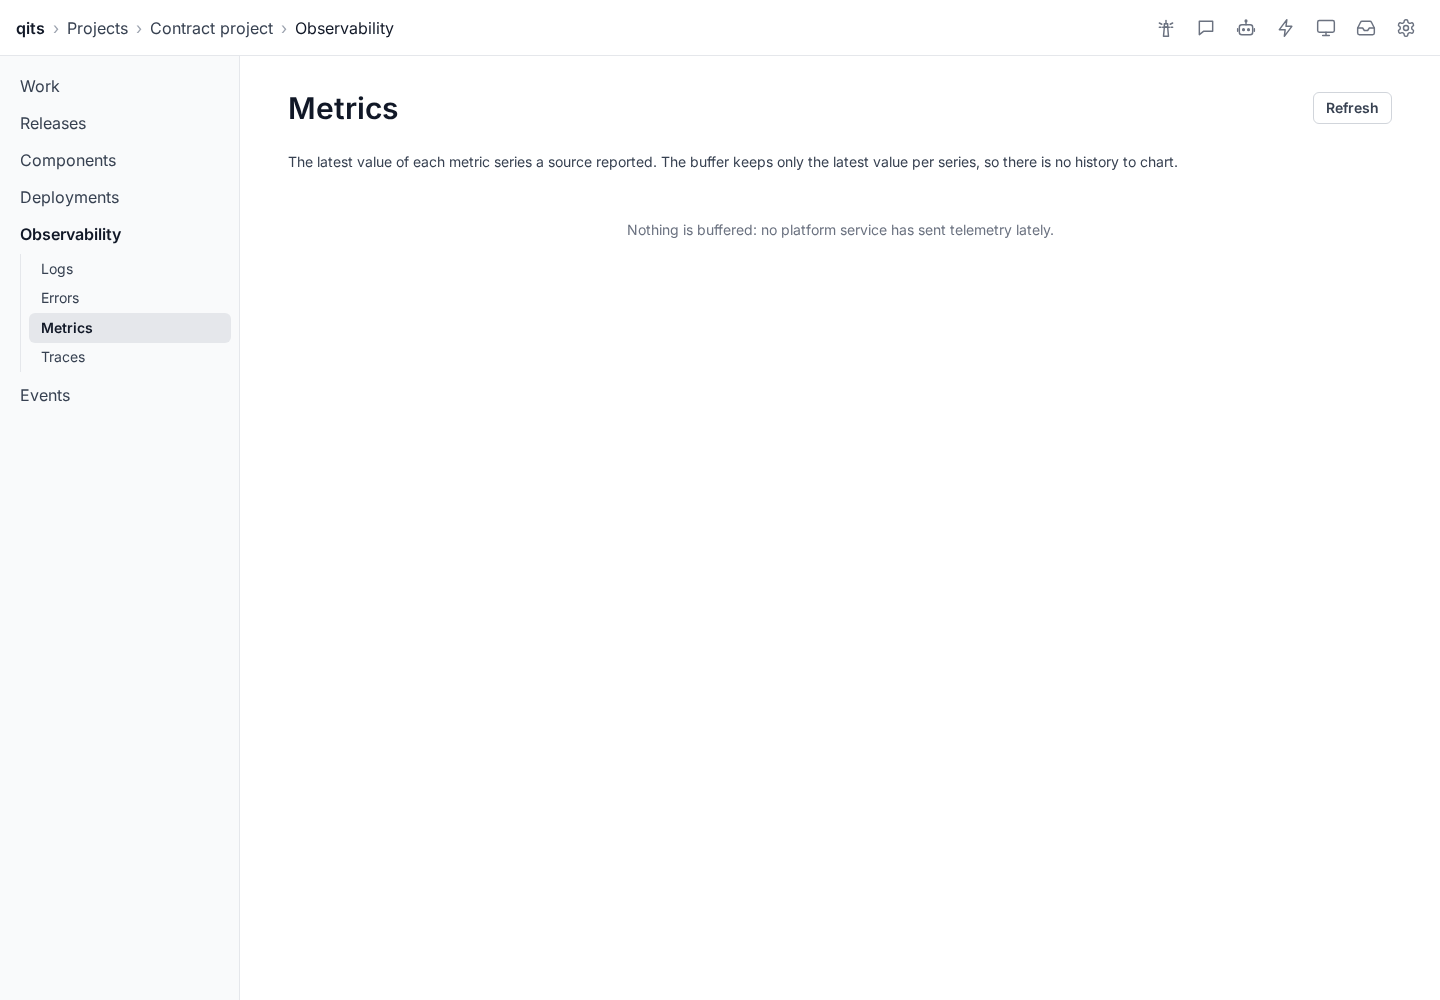 qits › Projects › Contract project › Observability
Work
Releases
Components
Deployments
Observability
Logs
Errors
Metrics
Traces
Events
Metrics
Refresh
The latest value of each metric series a source reported. The buffer keeps only the latest value per series, so there is no history to chart.
Nothing is buffered: no platform service has sent telemetry lately.